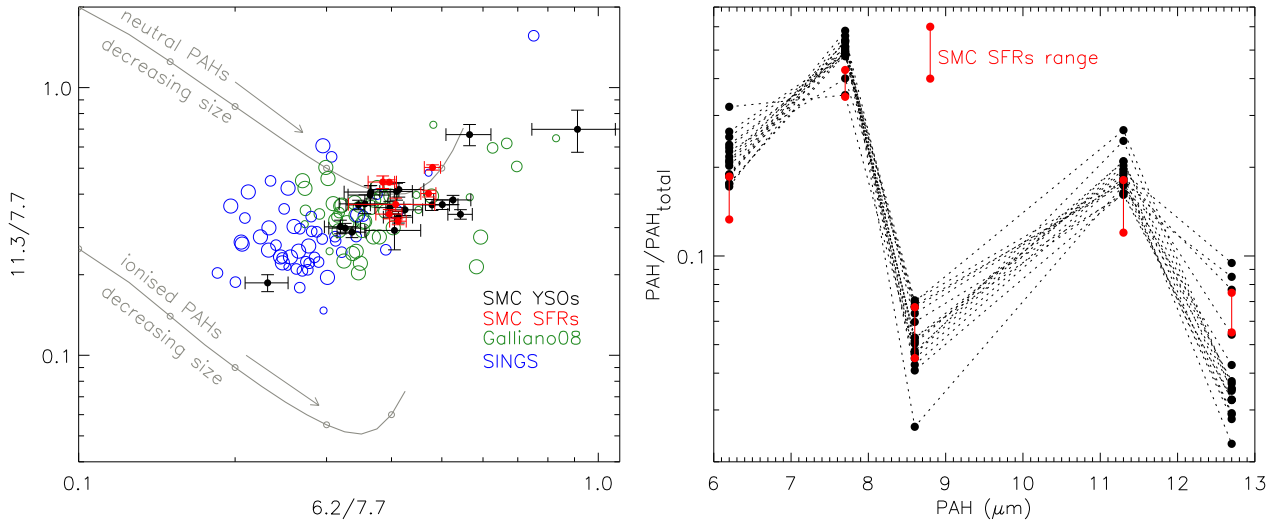 neutral PAHs
decreasing size
ionised PAHs
decreasing size
SMC YSOs
SMC SFRs
Galliano08
SINGS
1.0
0.1
11.3/7.7
0.1
1.0
6.2/7.7
SMC SFRs range
0.1
PAH/PAH_total
6 7 8 9 10 11 12 13
PAH (μm)